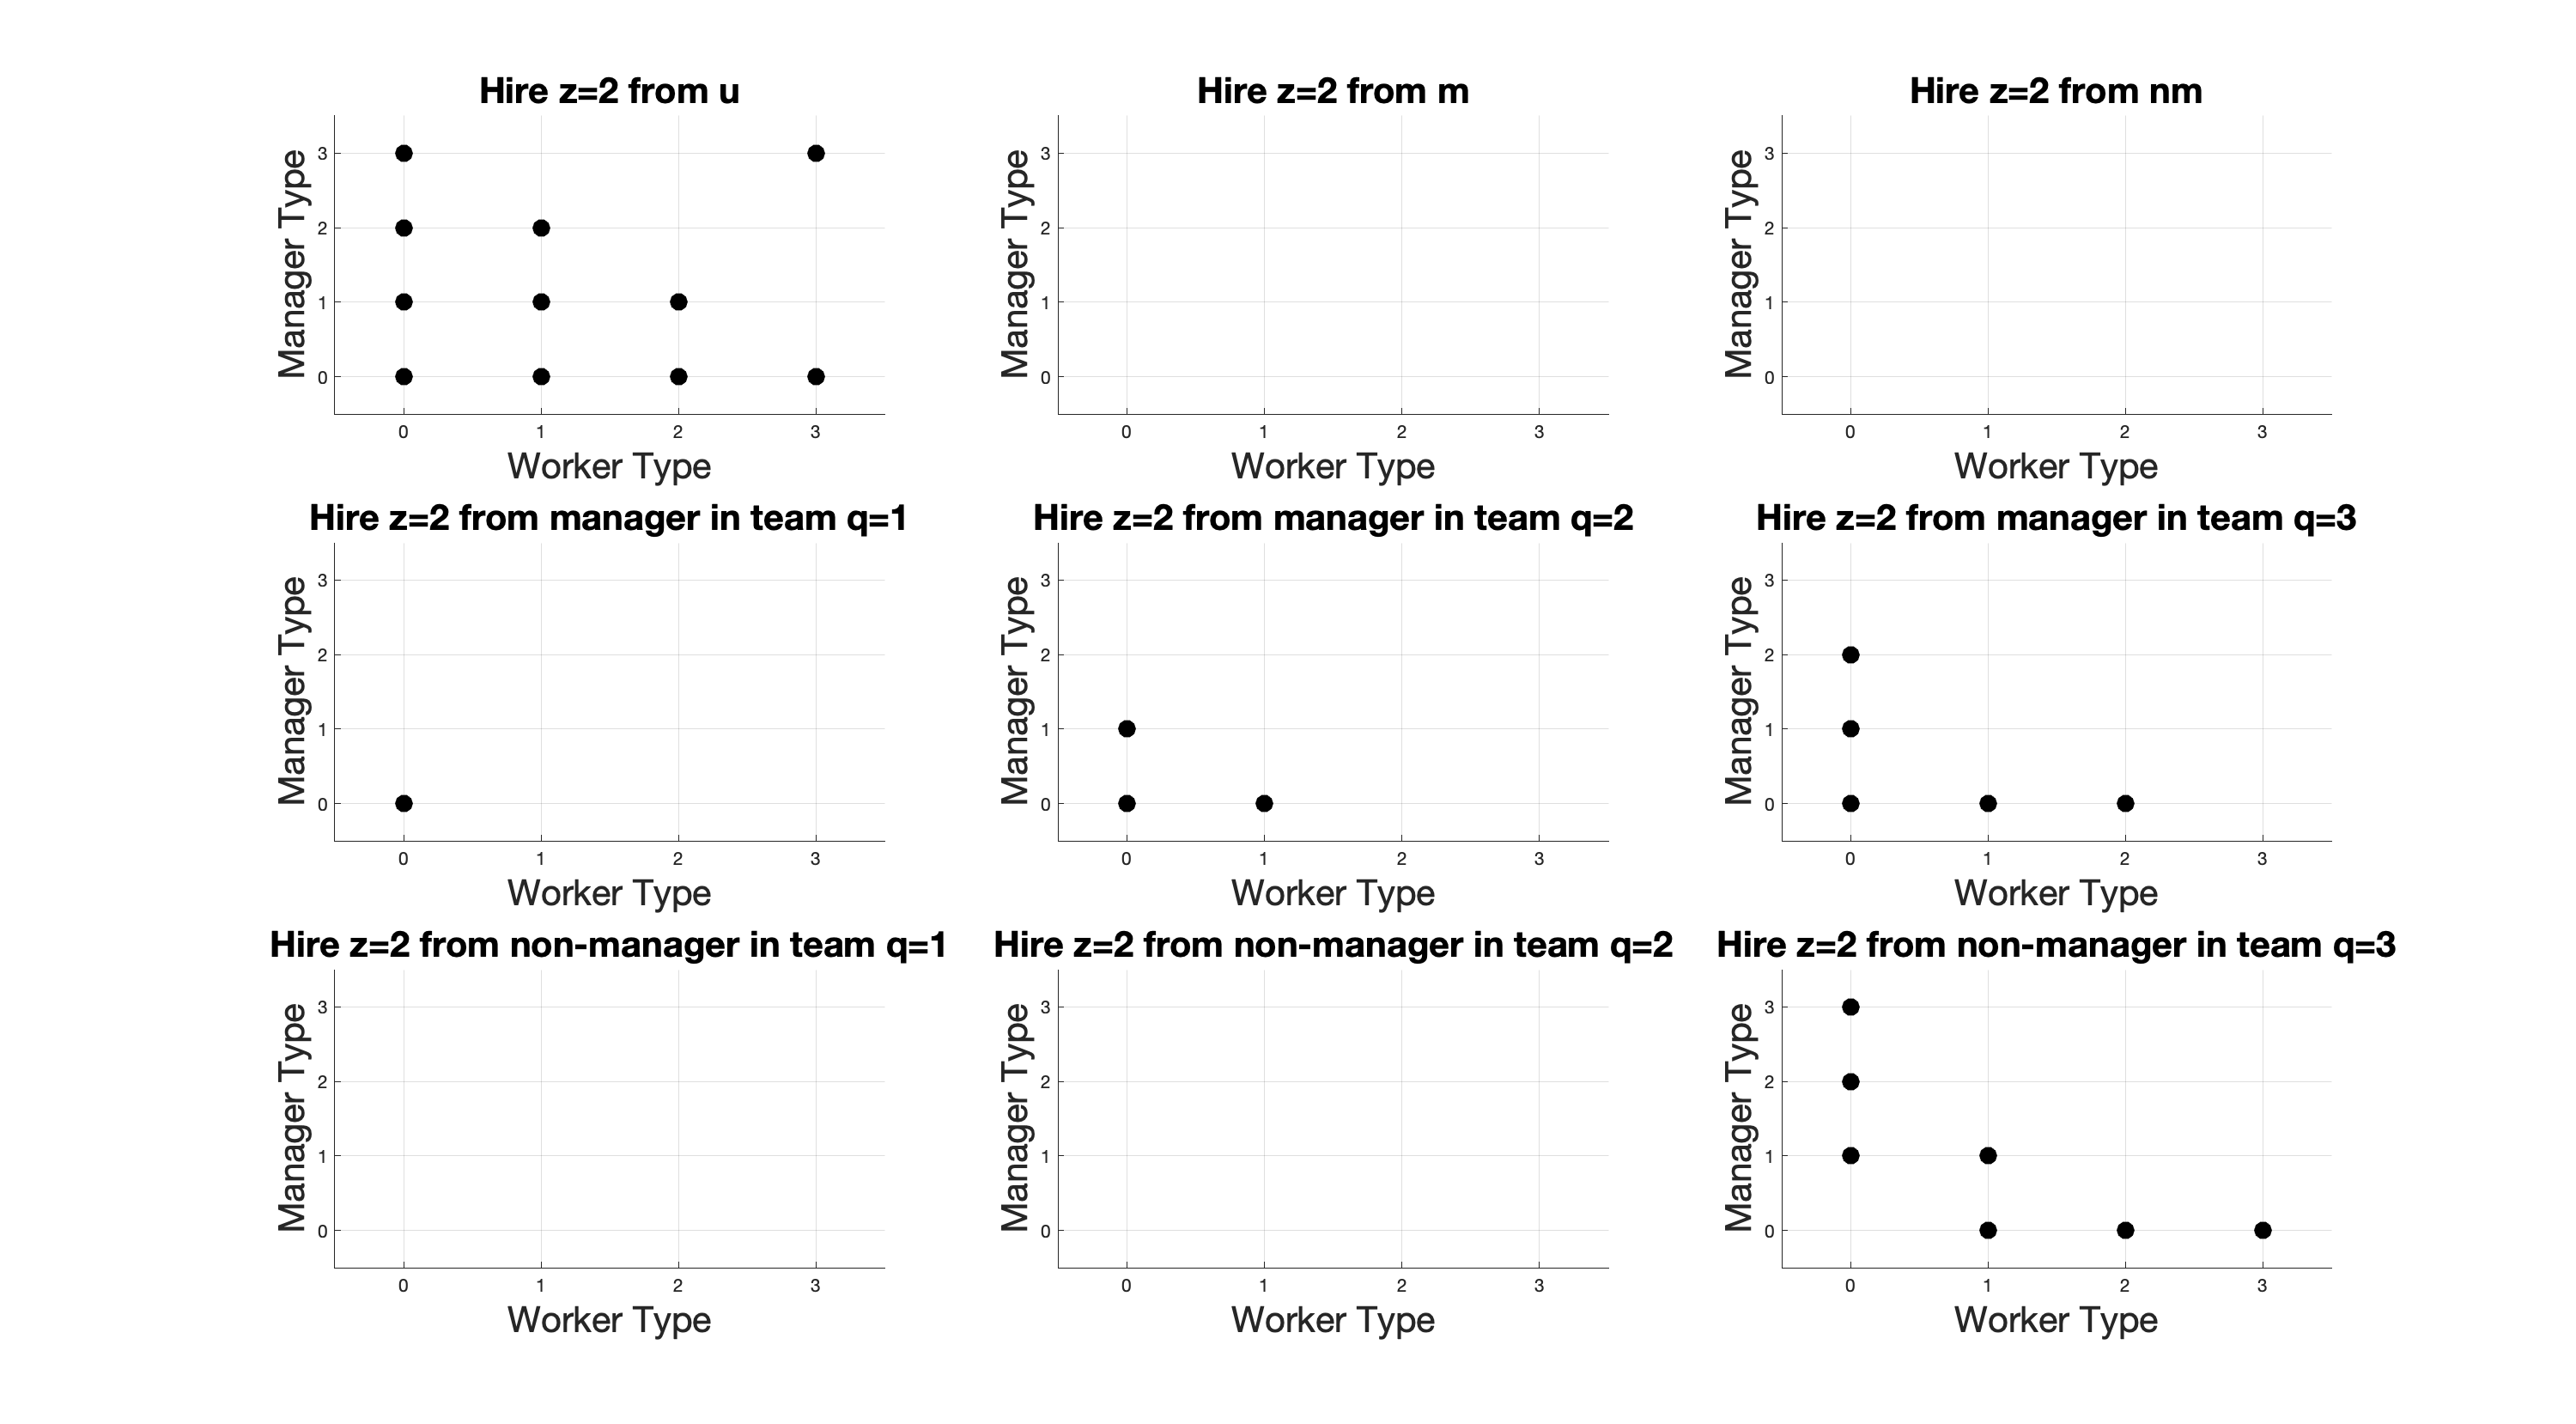 Hire z=2 from u
Manager Type
3
2
1
0
0 1 2 3
Worker Type
Hire z=2 from m
Manager Type
3
2
1
0
0 1 2 3
Worker Type
Hire z=2 from nm
Manager Type
3
2
1
0
0 1 2 3
Worker Type
Hire z=2 from manager in team q=1
Manager Type
3
2
1
0
0 1 2 3
Worker Type
Hire z=2 from manager in team q=2
Manager Type
3
2
1
0
0 1 2 3
Worker Type
Hire z=2 from manager in team q=3
Manager Type
3
2
1
0
0 1 2 3
Worker Type
Hire z=2 from non-manager in team q=1
Manager Type
3
2
1
0
0 1 2 3
Worker Type
Hire z=2 from non-manager in team q=2
Manager Type
3
2
1
0
0 1 2 3
Worker Type
Hire z=2 from non-manager in team q=3
Manager Type
3
2
1
0
0 1 2 3
Worker Type